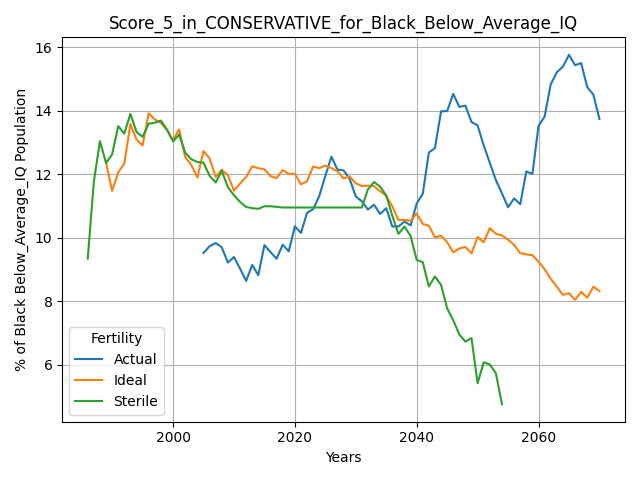 Score_5_in_CONSERVATIVE_for_Black_Below_Average_IQ
% of Black Below_Average_IQ Population
16
14
12
10
8
6
Fertility
Actual
Ideal
Sterile
2000
2020
2040
2060
Years